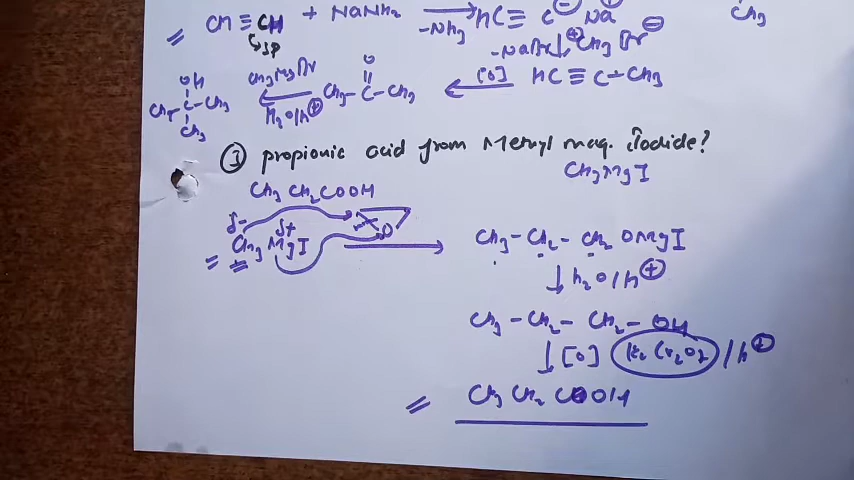 CH≡CH + NaNH₂ → HC≡C⊖ Na⊕
-NH₃
sp
CH₃
-NaBr ↓ CH₃Br
HC≡C-CH₃
[O]
CH₃-C-CH₃
O
CH₃MgBr
H₂O/H⊕
OH
CH₃-C-CH₃
CH₃
③ propionic acid from Methyl mag. Iodide?
CH₃MgI
CH₃CH₂COOH
δ- δ+
CH₃MgI O → CH₃-CH₂-CH₂OMgI
↓ H₂O/H⊕
CH₃-CH₂-CH₂-OH
↓ [O] K₂Cr₂O₇/H⊕
CH₃CH₂COOH